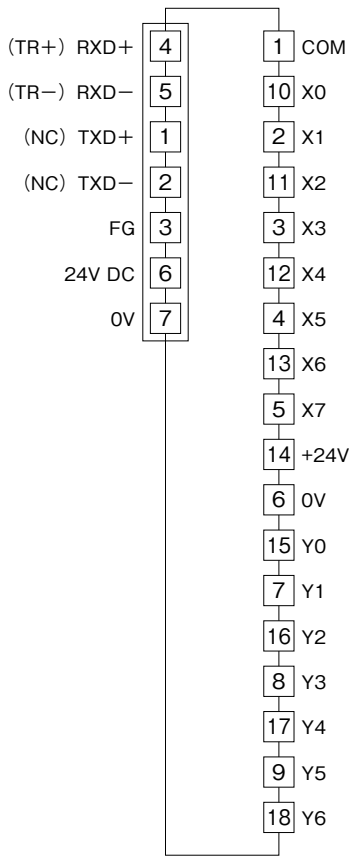 (TR+) RXD+ 4
(TR−) RXD− 5
(NC) TXD+ 1
(NC) TXD− 2
FG 3
24V DC 6
0V 7
1 COM
10 X0
2 X1
11 X2
3 X3
12 X4
4 X5
13 X6
5 X7
14 +24V
6 0V
15 Y0
7 Y1
16 Y2
8 Y3
17 Y4
9 Y5
18 Y6